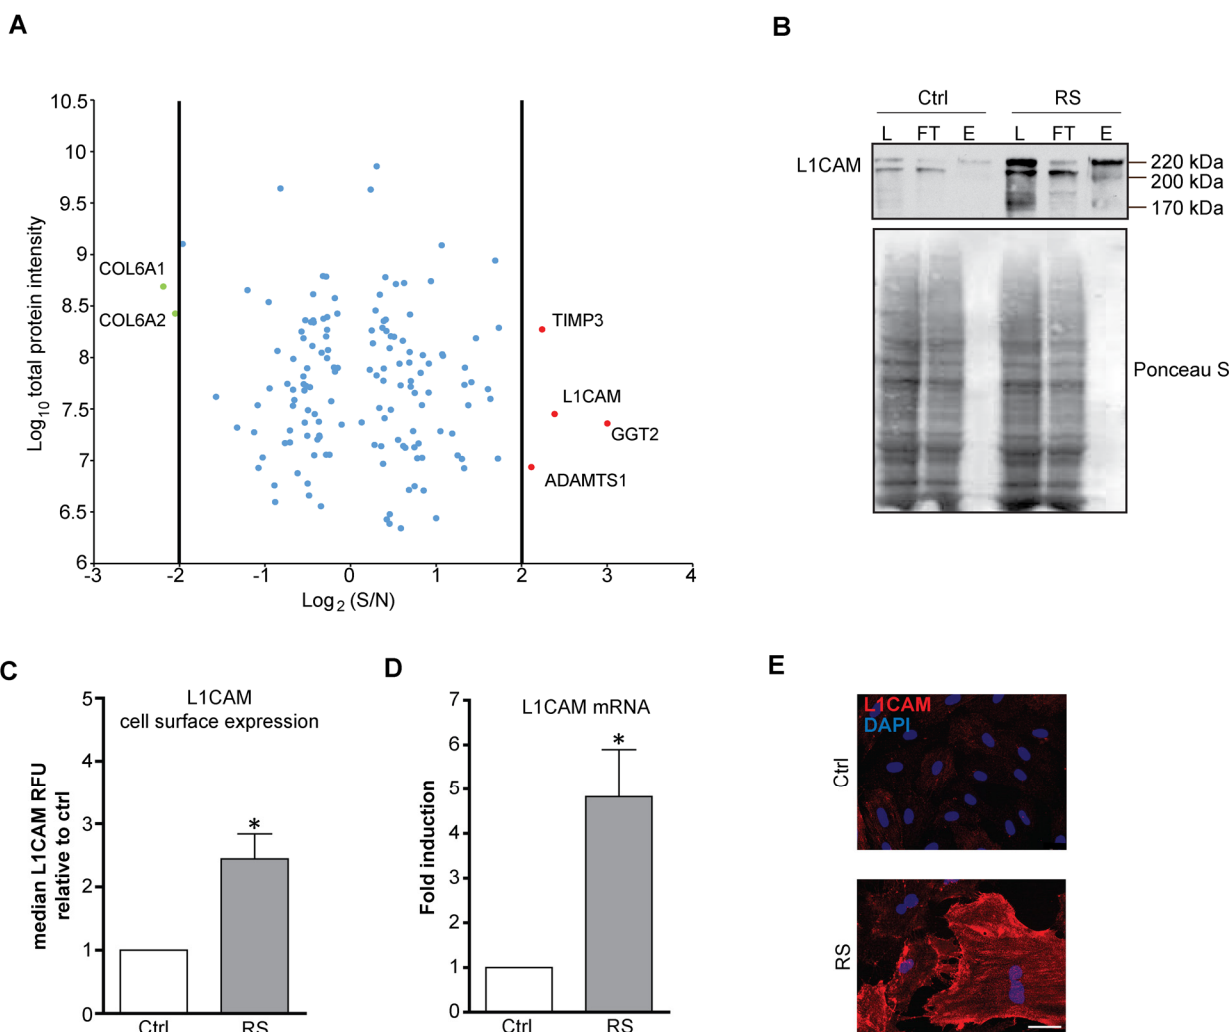 A
10.5
10
9.5
9
8.5
8
7.5
7
6.5
6
Log10 total protein intensity
-3 -2 -1 0 1 2 3 4
Log2 (S/N)
COL6A1
COL6A2
TIMP3
L1CAM
GGT2
ADAMTS1
B
Ctrl RS
L FT E L FT E
L1CAM
220 kDa
200 kDa
170 kDa
Ponceau S
C
L1CAM
cell surface expression
median L1CAM RFU
relative to ctrl
5
4
3
2
1
0
*
Ctrl RS
D
L1CAM mRNA
Fold induction
7
6
5
4
3
2
1
0
*
Ctrl RS
E
L1CAM
DAPI
Ctrl
RS